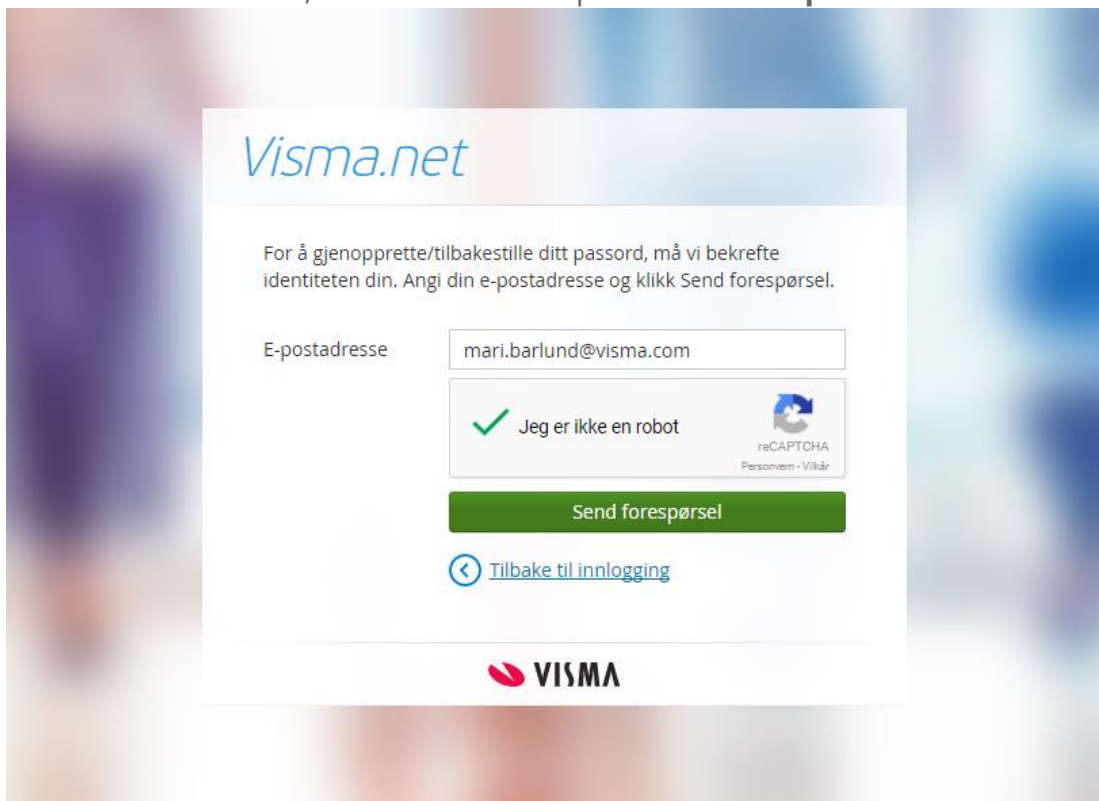 Visma.net
For å gjenopprette/tilbakestille ditt passord, må vi bekrefte
identiteten din. Angi din e-postadresse og klikk Send forespørsel.
E-postadresse
mari.barlund@visma.com
Jeg er ikke en robot
reCAPTCHA
Personvern - Vilkår
Send forespørsel
Tilbake til innlogging
VISMA